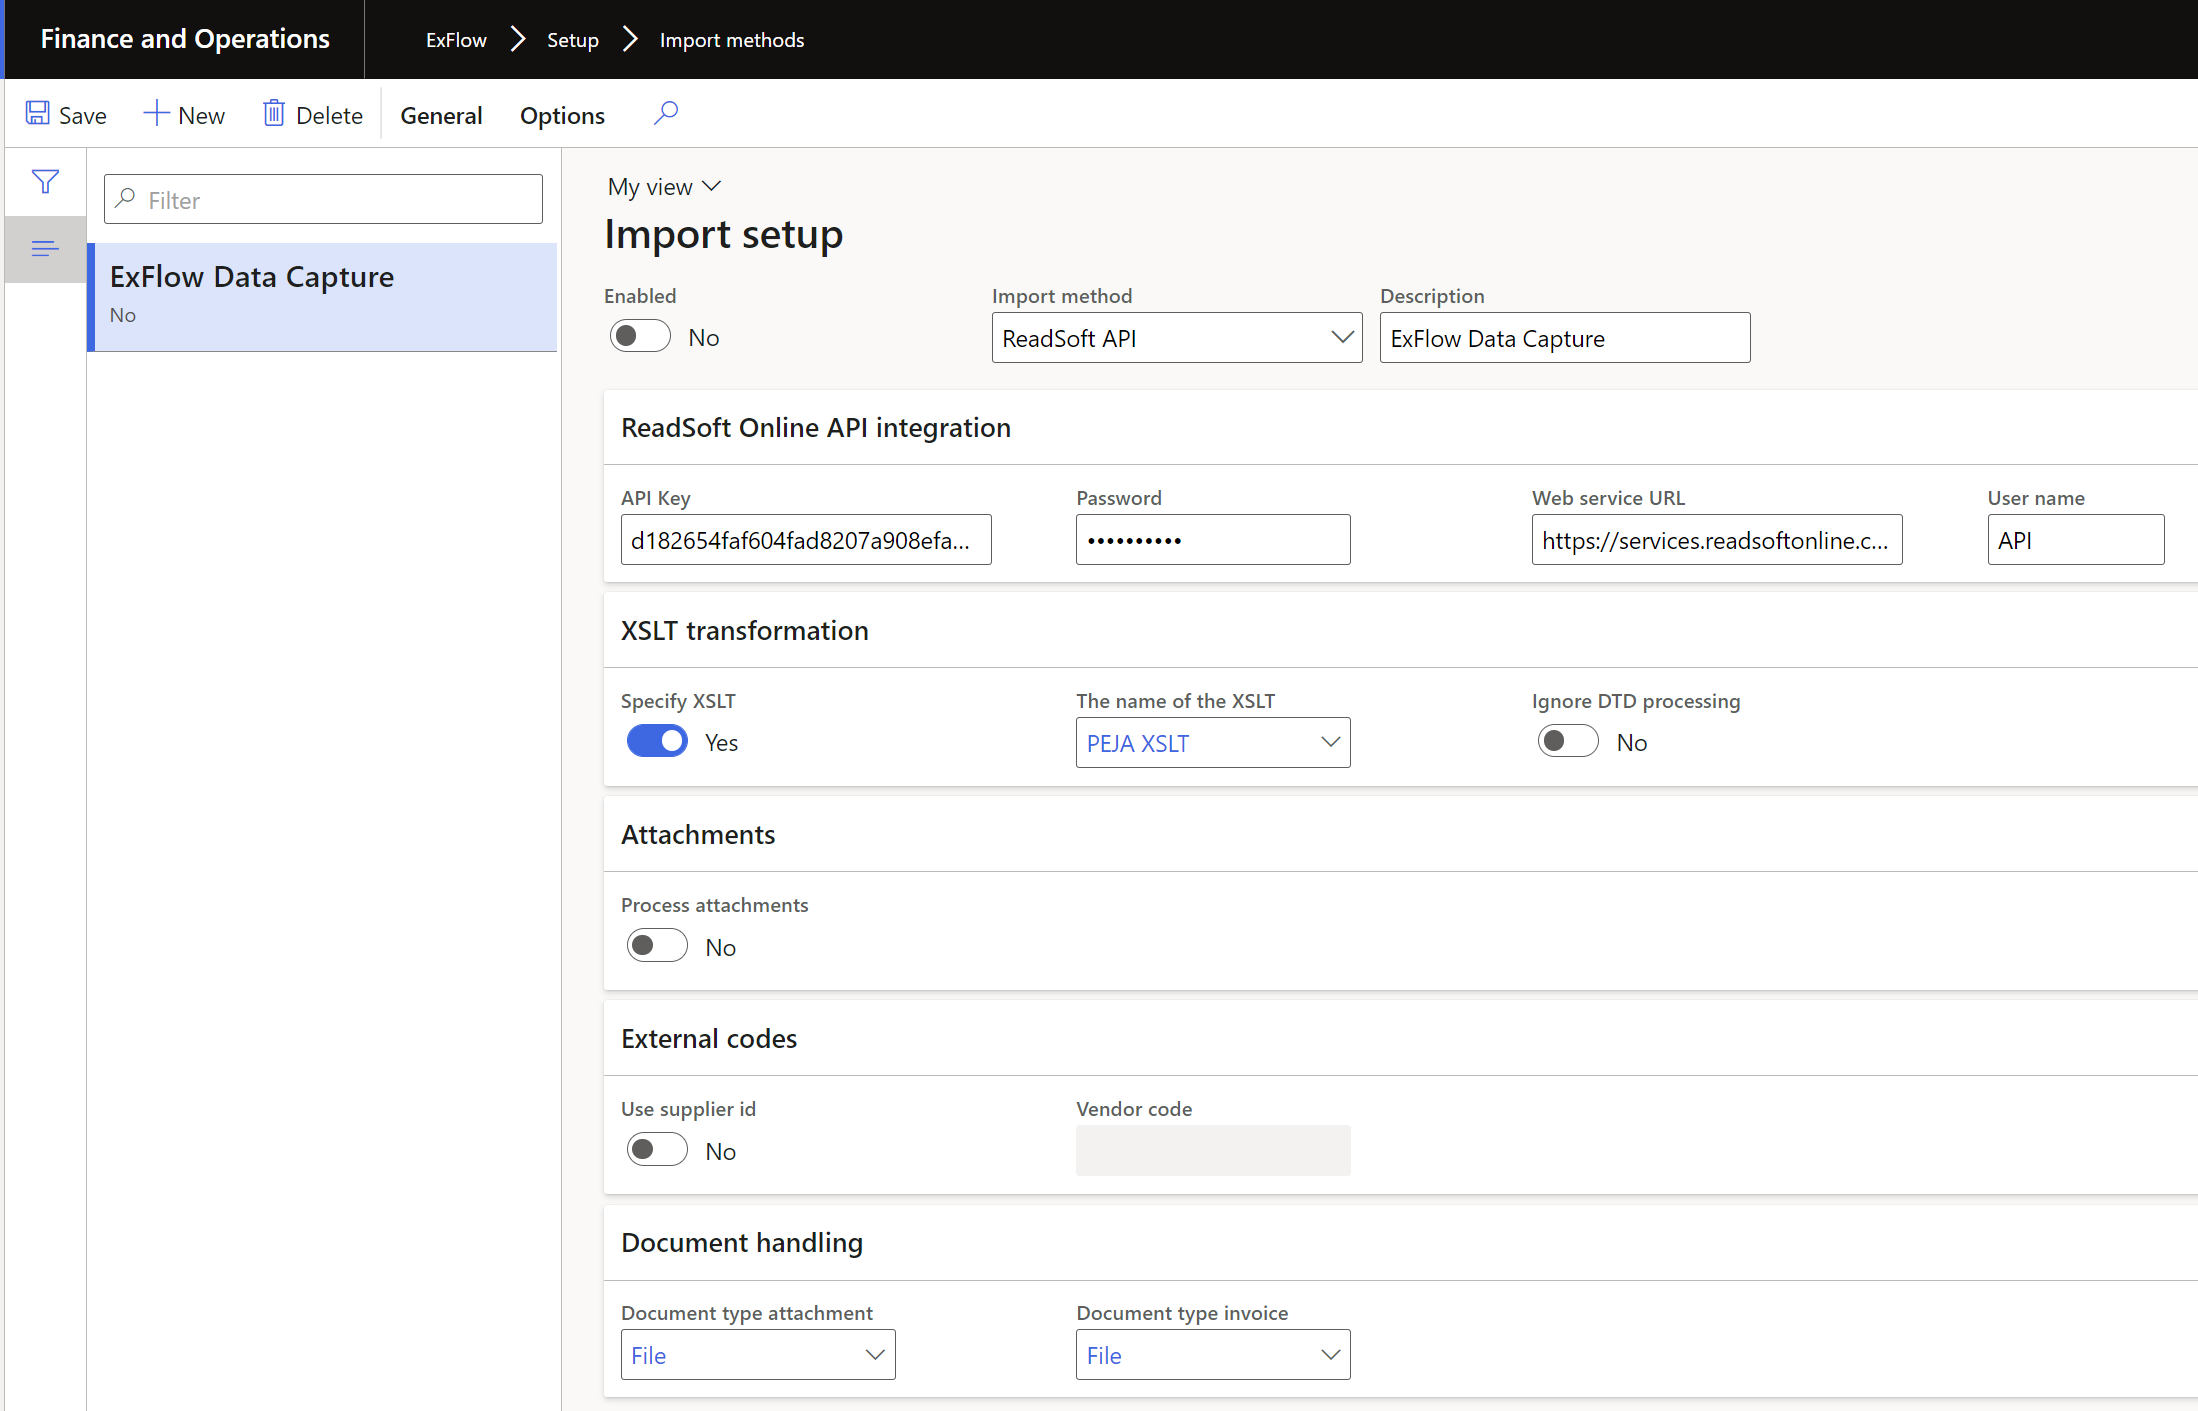 Finance and Operations
ExFlow Setup Import methods
Save New Delete General Options
Filter
ExFlow Data Capture
No
My view
Import setup
Enabled Import method Description
No ReadSoft API ExFlow Data Capture
ReadSoft Online API integration
API Key Password Web service URL User name
d182654faf604fad8207a908efa... •••••••••• https://services.readsoftonline.c... API
XSLT transformation
Specify XSLT The name of the XSLT Ignore DTD processing
Yes PEJA XSLT No
Attachments
Process attachments
No
External codes
Use supplier id Vendor code
No
Document handling
Document type attachment Document type invoice
File File